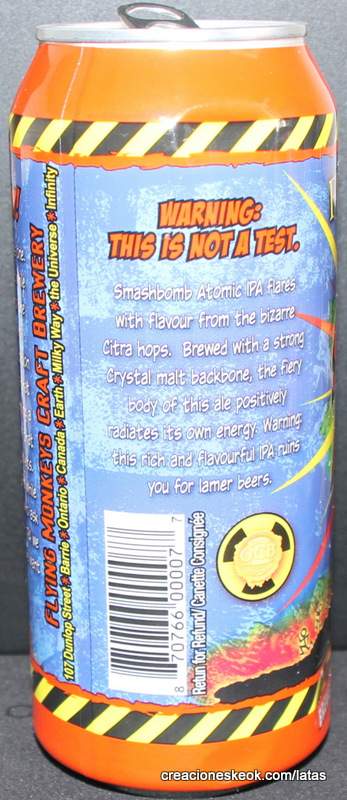 FLYING MONKEYS CRAFT BREWERY
107 Dunlop Street ★ Barrie ★ Ontario ★ Canada ★ Earth ★ Milky Way ★ the Universe ★ Infinity
WARNING:
THIS IS NOT A TEST.
Smashbomb Atomic IPA flares
with flavour from the bizarre
Citra hops. Brewed with a strong
Crystal malt backbone, the fiery
body of this ale positively
radiates its own energy. Warning:
this rich and flavourful IPA ruins
you for lamer beers.
8 70766 00007 7
Retun for Refund/ Canette Consignée
creacioneskeok.com/latas